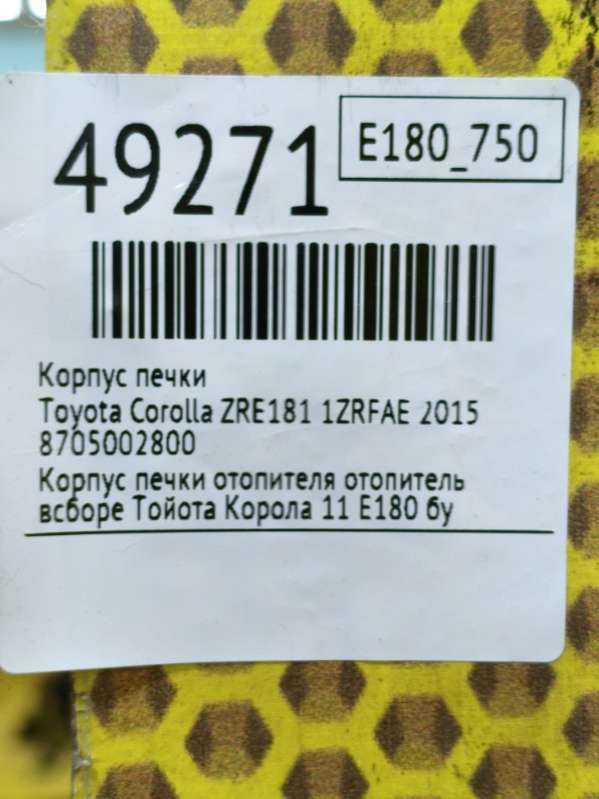 49271
E180_750
Корпус печки
Toyota Corolla ZRE181 1ZRFAE 2015
8705002800
Корпус печки отопителя отопитель
всборе Тойота Корола 11 Е180 бу